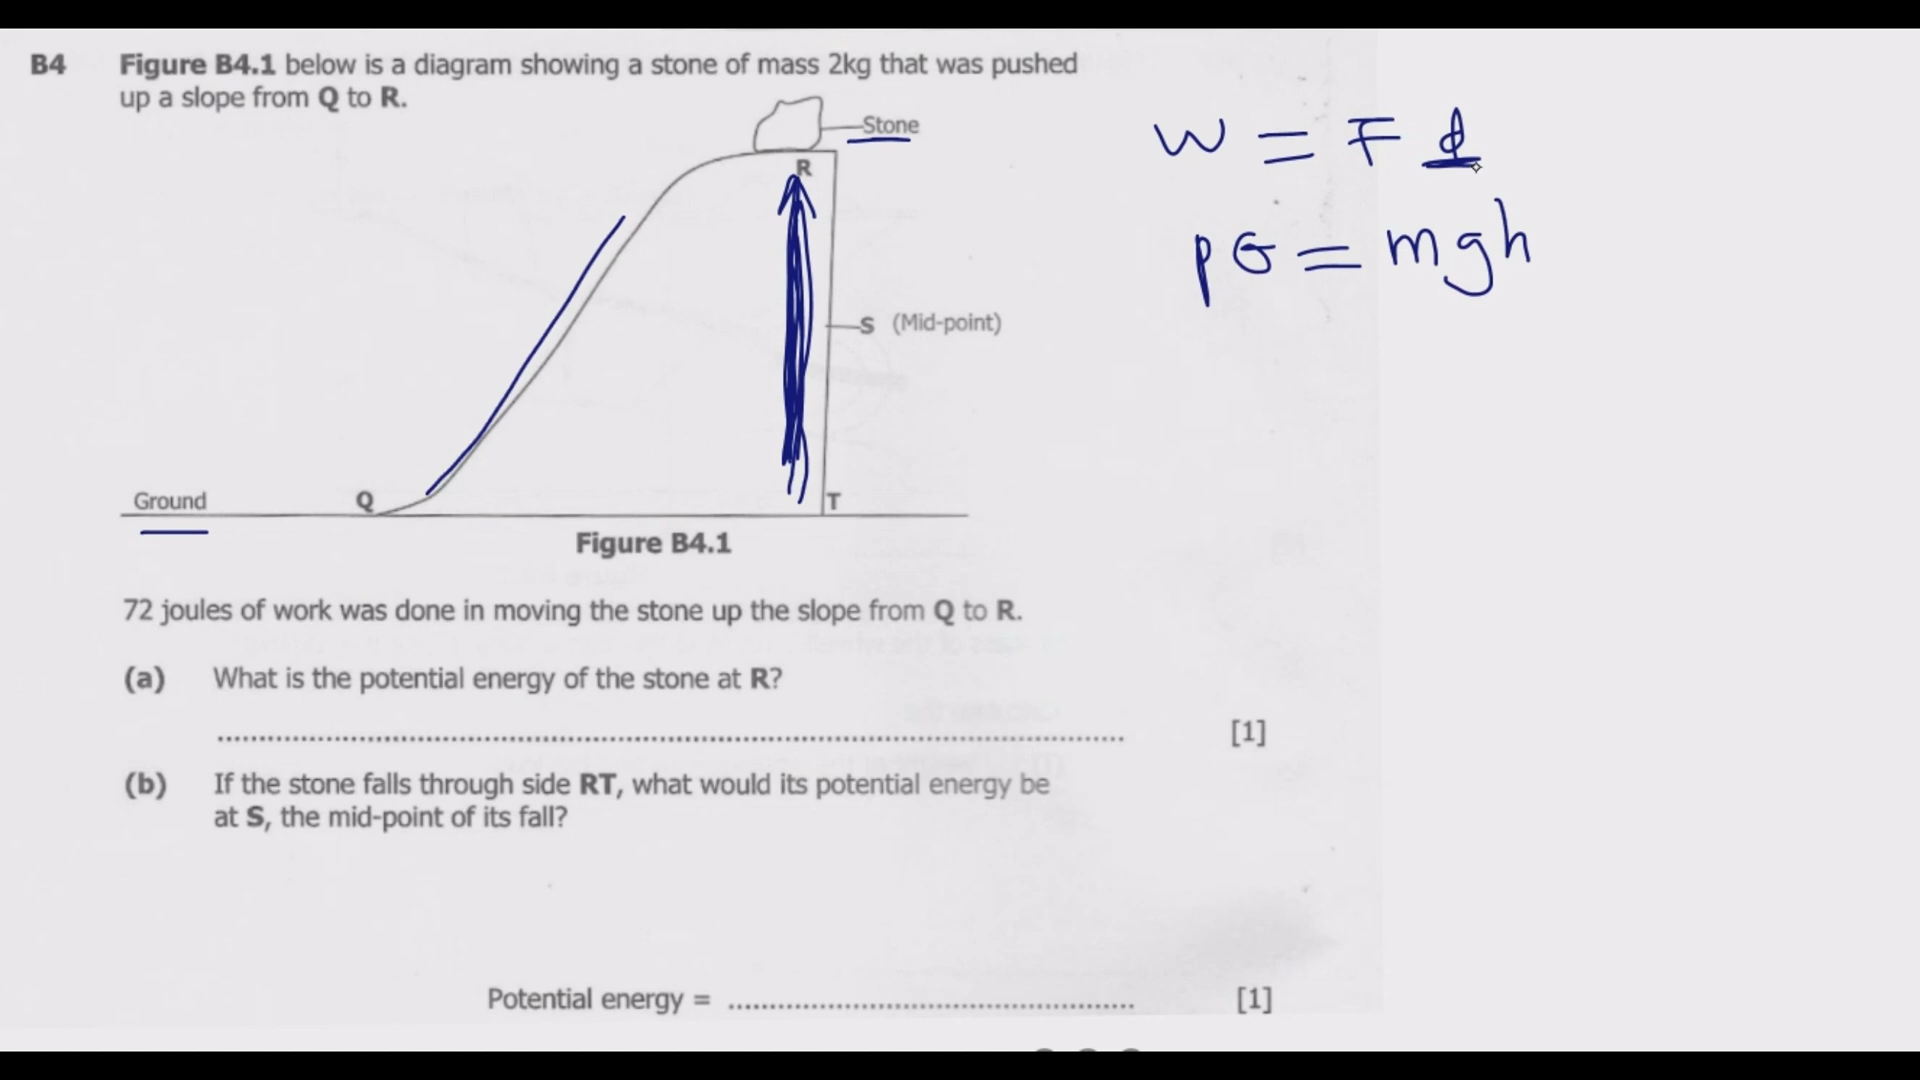 B4 Figure B4.1 below is a diagram showing a stone of mass 2kg that was pushed
up a slope from Q to R.
Stone
R
S (Mid-point)
Ground
Q
T
Figure B4.1
W = F d
PE = mgh
72 joules of work was done in moving the stone up the slope from Q to R.
(a) What is the potential energy of the stone at R?
[1]
(b) If the stone falls through side RT, what would its potential energy be
at S, the mid-point of its fall?
Potential energy = [1]